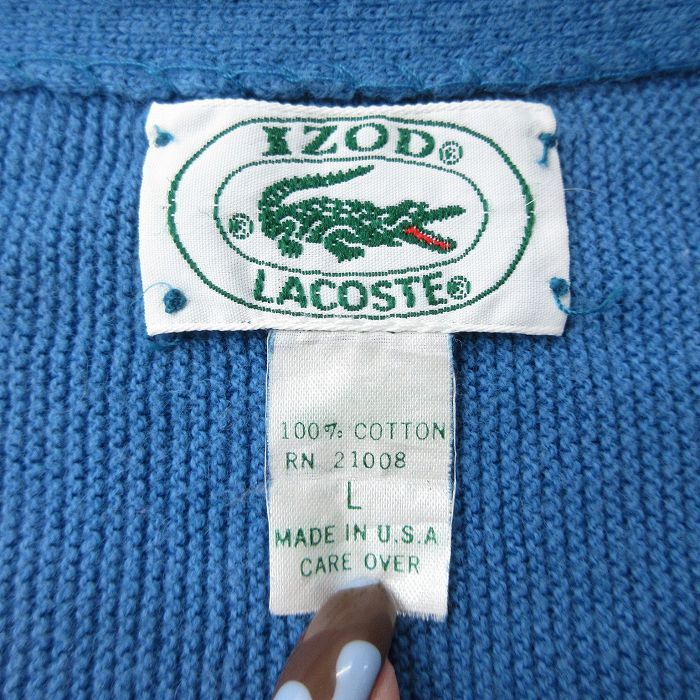 IZOD®
®
LACOSTE®
100% COTTON
RN 21008
L
MADE IN U.S.A
CARE OVER